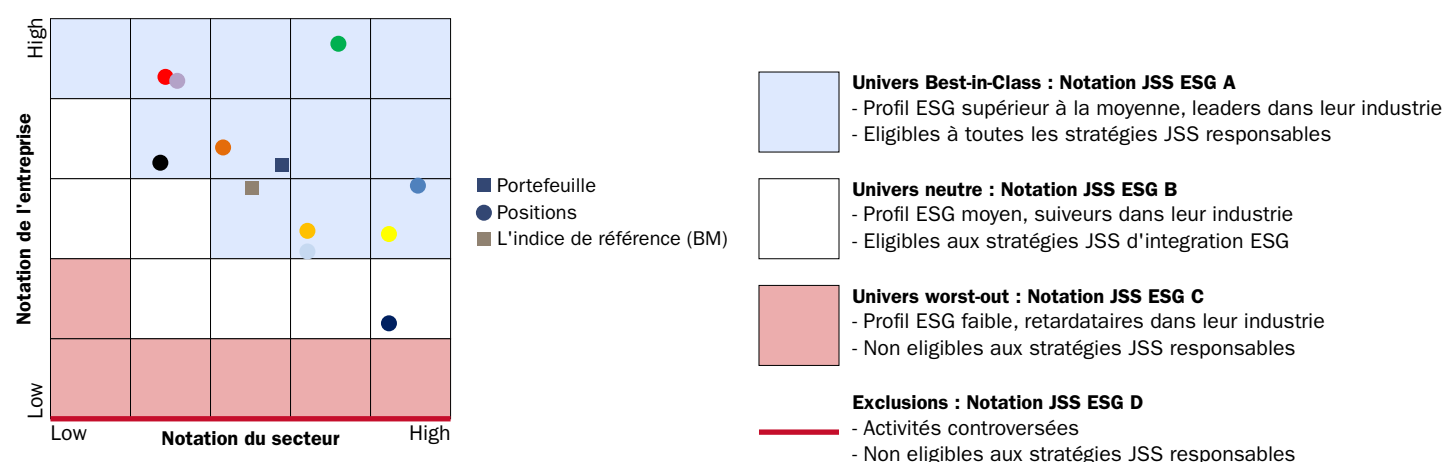 High
Notation de l'entreprise
Low
Low
Notation du secteur
High
Portefeuille
Positions
L'indice de référence (BM)
Univers Best-in-Class : Notation JSS ESG A
- Profil ESG supérieur à la moyenne, leaders dans leur industrie
- Eligibles à toutes les stratégies JSS responsables
Univers neutre : Notation JSS ESG B
- Profil ESG moyen, suiveurs dans leur industrie
- Eligibles aux stratégies JSS d'integration ESG
Univers worst-out : Notation JSS ESG C
- Profil ESG faible, retardataires dans leur industrie
- Non eligibles aux stratégies JSS responsables
Exclusions : Notation JSS ESG D
- Activités controversées
- Non eligibles aux stratégies JSS responsables